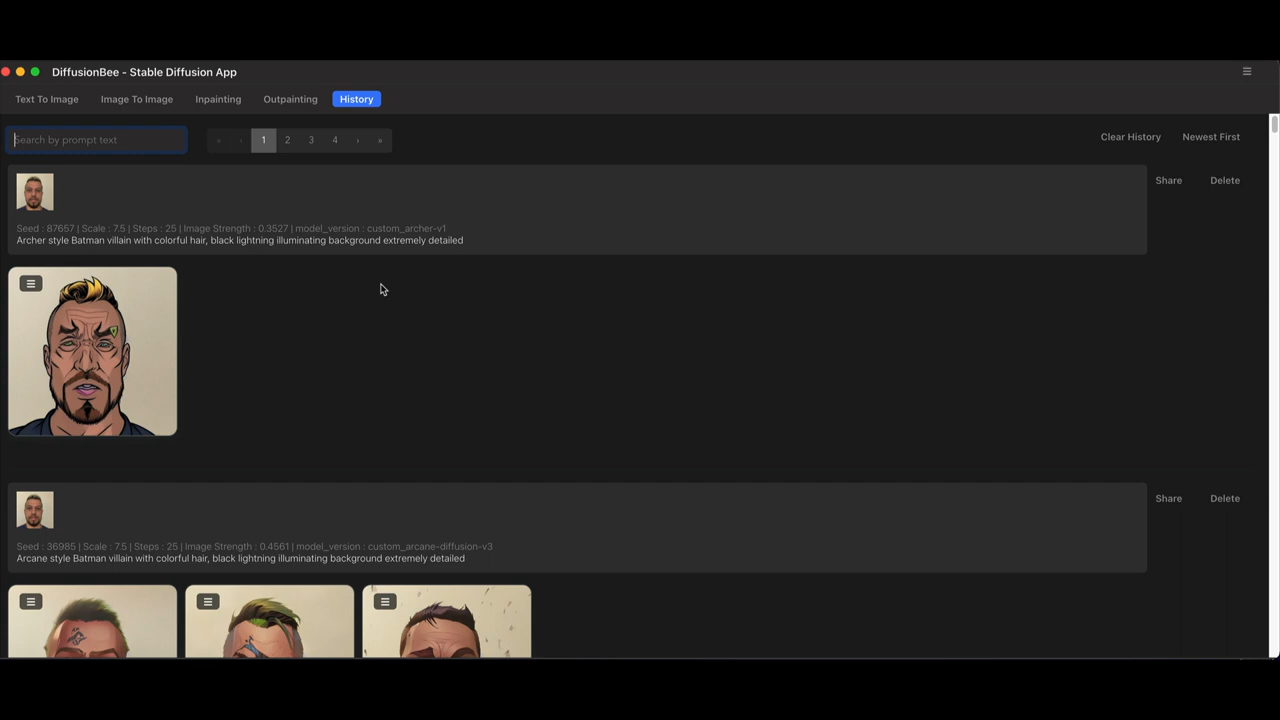 DiffusionBee - Stable Diffusion App
Text To Image Image To Image Inpainting Outpainting History
Search by prompt text « ‹ 1 2 3 4 › » Clear History Newest First
Share Delete
Seed : 87657 | Scale : 7.5 | Steps : 25 | Image Strength : 0.3527 | model_version : custom_archer-v1
Archer style Batman villain with colorful hair, black lightning illuminating background extremely detailed
Share Delete
Seed : 36985 | Scale : 7.5 | Steps : 25 | Image Strength : 0.4561 | model_version : custom_arcane-diffusion-v3
Arcane style Batman villain with colorful hair, black lightning illuminating background extremely detailed